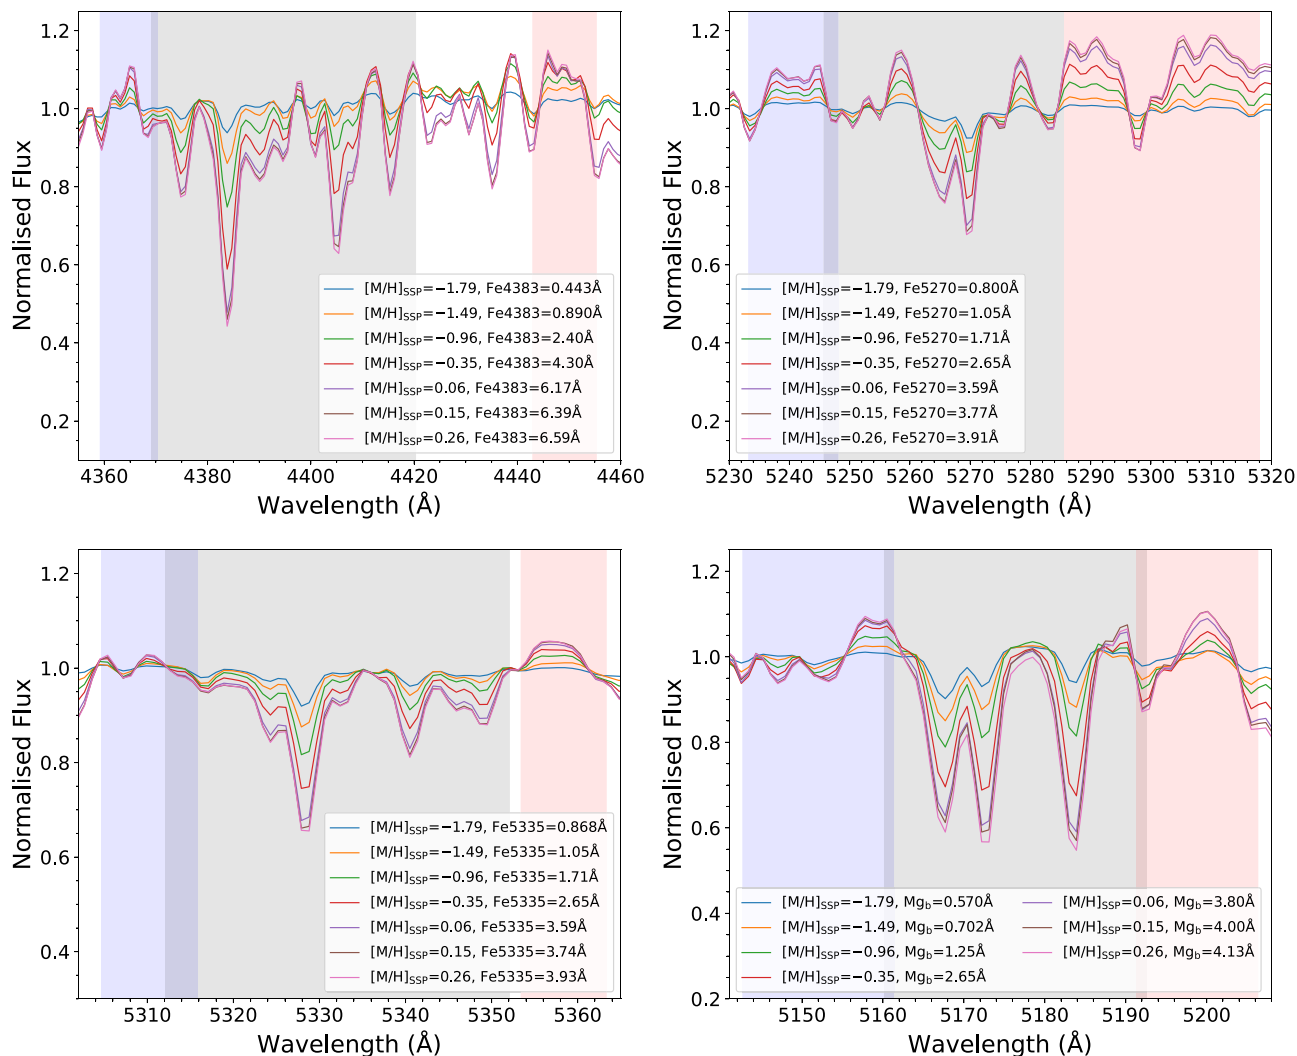 1.2
1.0
0.8
0.6
0.4
0.2
Normalised Flux
[M/H]SSP=−1.79, Fe4383=0.443Å
[M/H]SSP=−1.49, Fe4383=0.890Å
[M/H]SSP=−0.96, Fe4383=2.40Å
[M/H]SSP=−0.35, Fe4383=4.30Å
[M/H]SSP=0.06, Fe4383=6.17Å
[M/H]SSP=0.15, Fe4383=6.39Å
[M/H]SSP=0.26, Fe4383=6.59Å
4360 4380 4400 4420 4440 4460
Wavelength (Å)
1.2
1.0
0.8
0.6
0.4
0.2
Normalised Flux
[M/H]SSP=−1.79, Fe5270=0.800Å
[M/H]SSP=−1.49, Fe5270=1.05Å
[M/H]SSP=−0.96, Fe5270=1.71Å
[M/H]SSP=−0.35, Fe5270=2.65Å
[M/H]SSP=0.06, Fe5270=3.59Å
[M/H]SSP=0.15, Fe5270=3.77Å
[M/H]SSP=0.26, Fe5270=3.91Å
5230 5240 5250 5260 5270 5280 5290 5300 5310 5320
Wavelength (Å)
1.2
1.0
0.8
0.6
0.4
Normalised Flux
[M/H]SSP=−1.79, Fe5335=0.868Å
[M/H]SSP=−1.49, Fe5335=1.05Å
[M/H]SSP=−0.96, Fe5335=1.71Å
[M/H]SSP=−0.35, Fe5335=2.65Å
[M/H]SSP=0.06, Fe5335=3.59Å
[M/H]SSP=0.15, Fe5335=3.74Å
[M/H]SSP=0.26, Fe5335=3.93Å
5310 5320 5330 5340 5350 5360
Wavelength (Å)
1.2
1.0
0.8
0.6
0.4
0.2
Normalised Flux
[M/H]SSP=−1.79, Mgb=0.570Å
[M/H]SSP=−1.49, Mgb=0.702Å
[M/H]SSP=−0.96, Mgb=1.25Å
[M/H]SSP=−0.35, Mgb=2.65Å
[M/H]SSP=0.06, Mgb=3.80Å
[M/H]SSP=0.15, Mgb=4.00Å
[M/H]SSP=0.26, Mgb=4.13Å
5150 5160 5170 5180 5190 5200
Wavelength (Å)